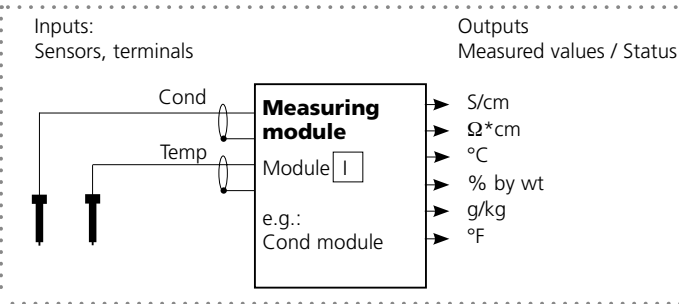 Inputs:
Sensors, terminals
Outputs
Measured values / Status
Cond
Temp
Measuring
module
Module I
e.g.:
Cond module
S/cm
Ω*cm
°C
% by wt
g/kg
°F